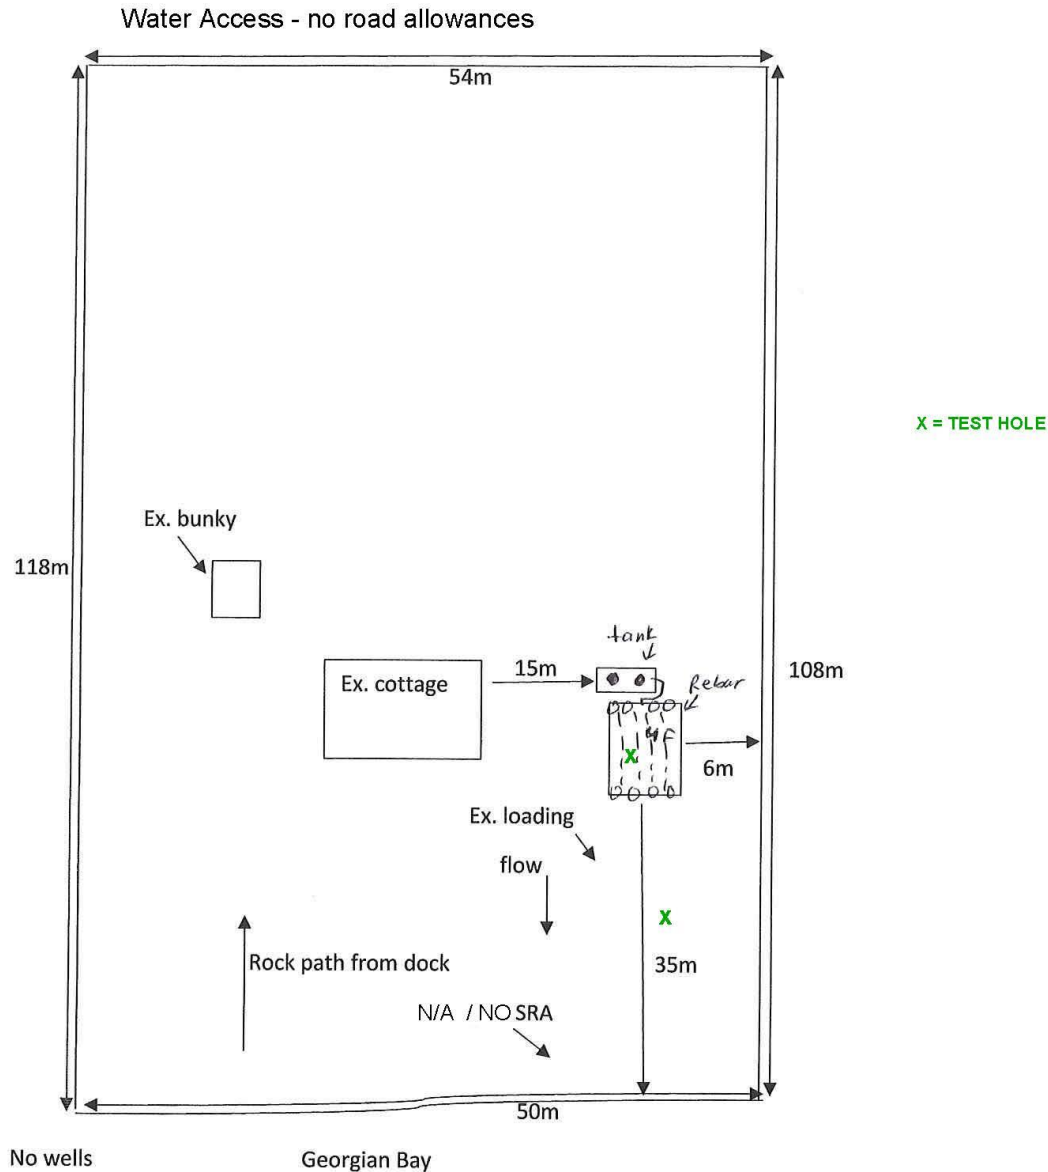 Water Access - no road allowances
54m
X = TEST HOLE
Ex. bunky
118m
tank
Ex. cottage
15m
108m
Rebar
X
6m
Ex. loading
flow
X
Rock path from dock
35m
N/A / NO SRA
50m
No wells
Georgian Bay